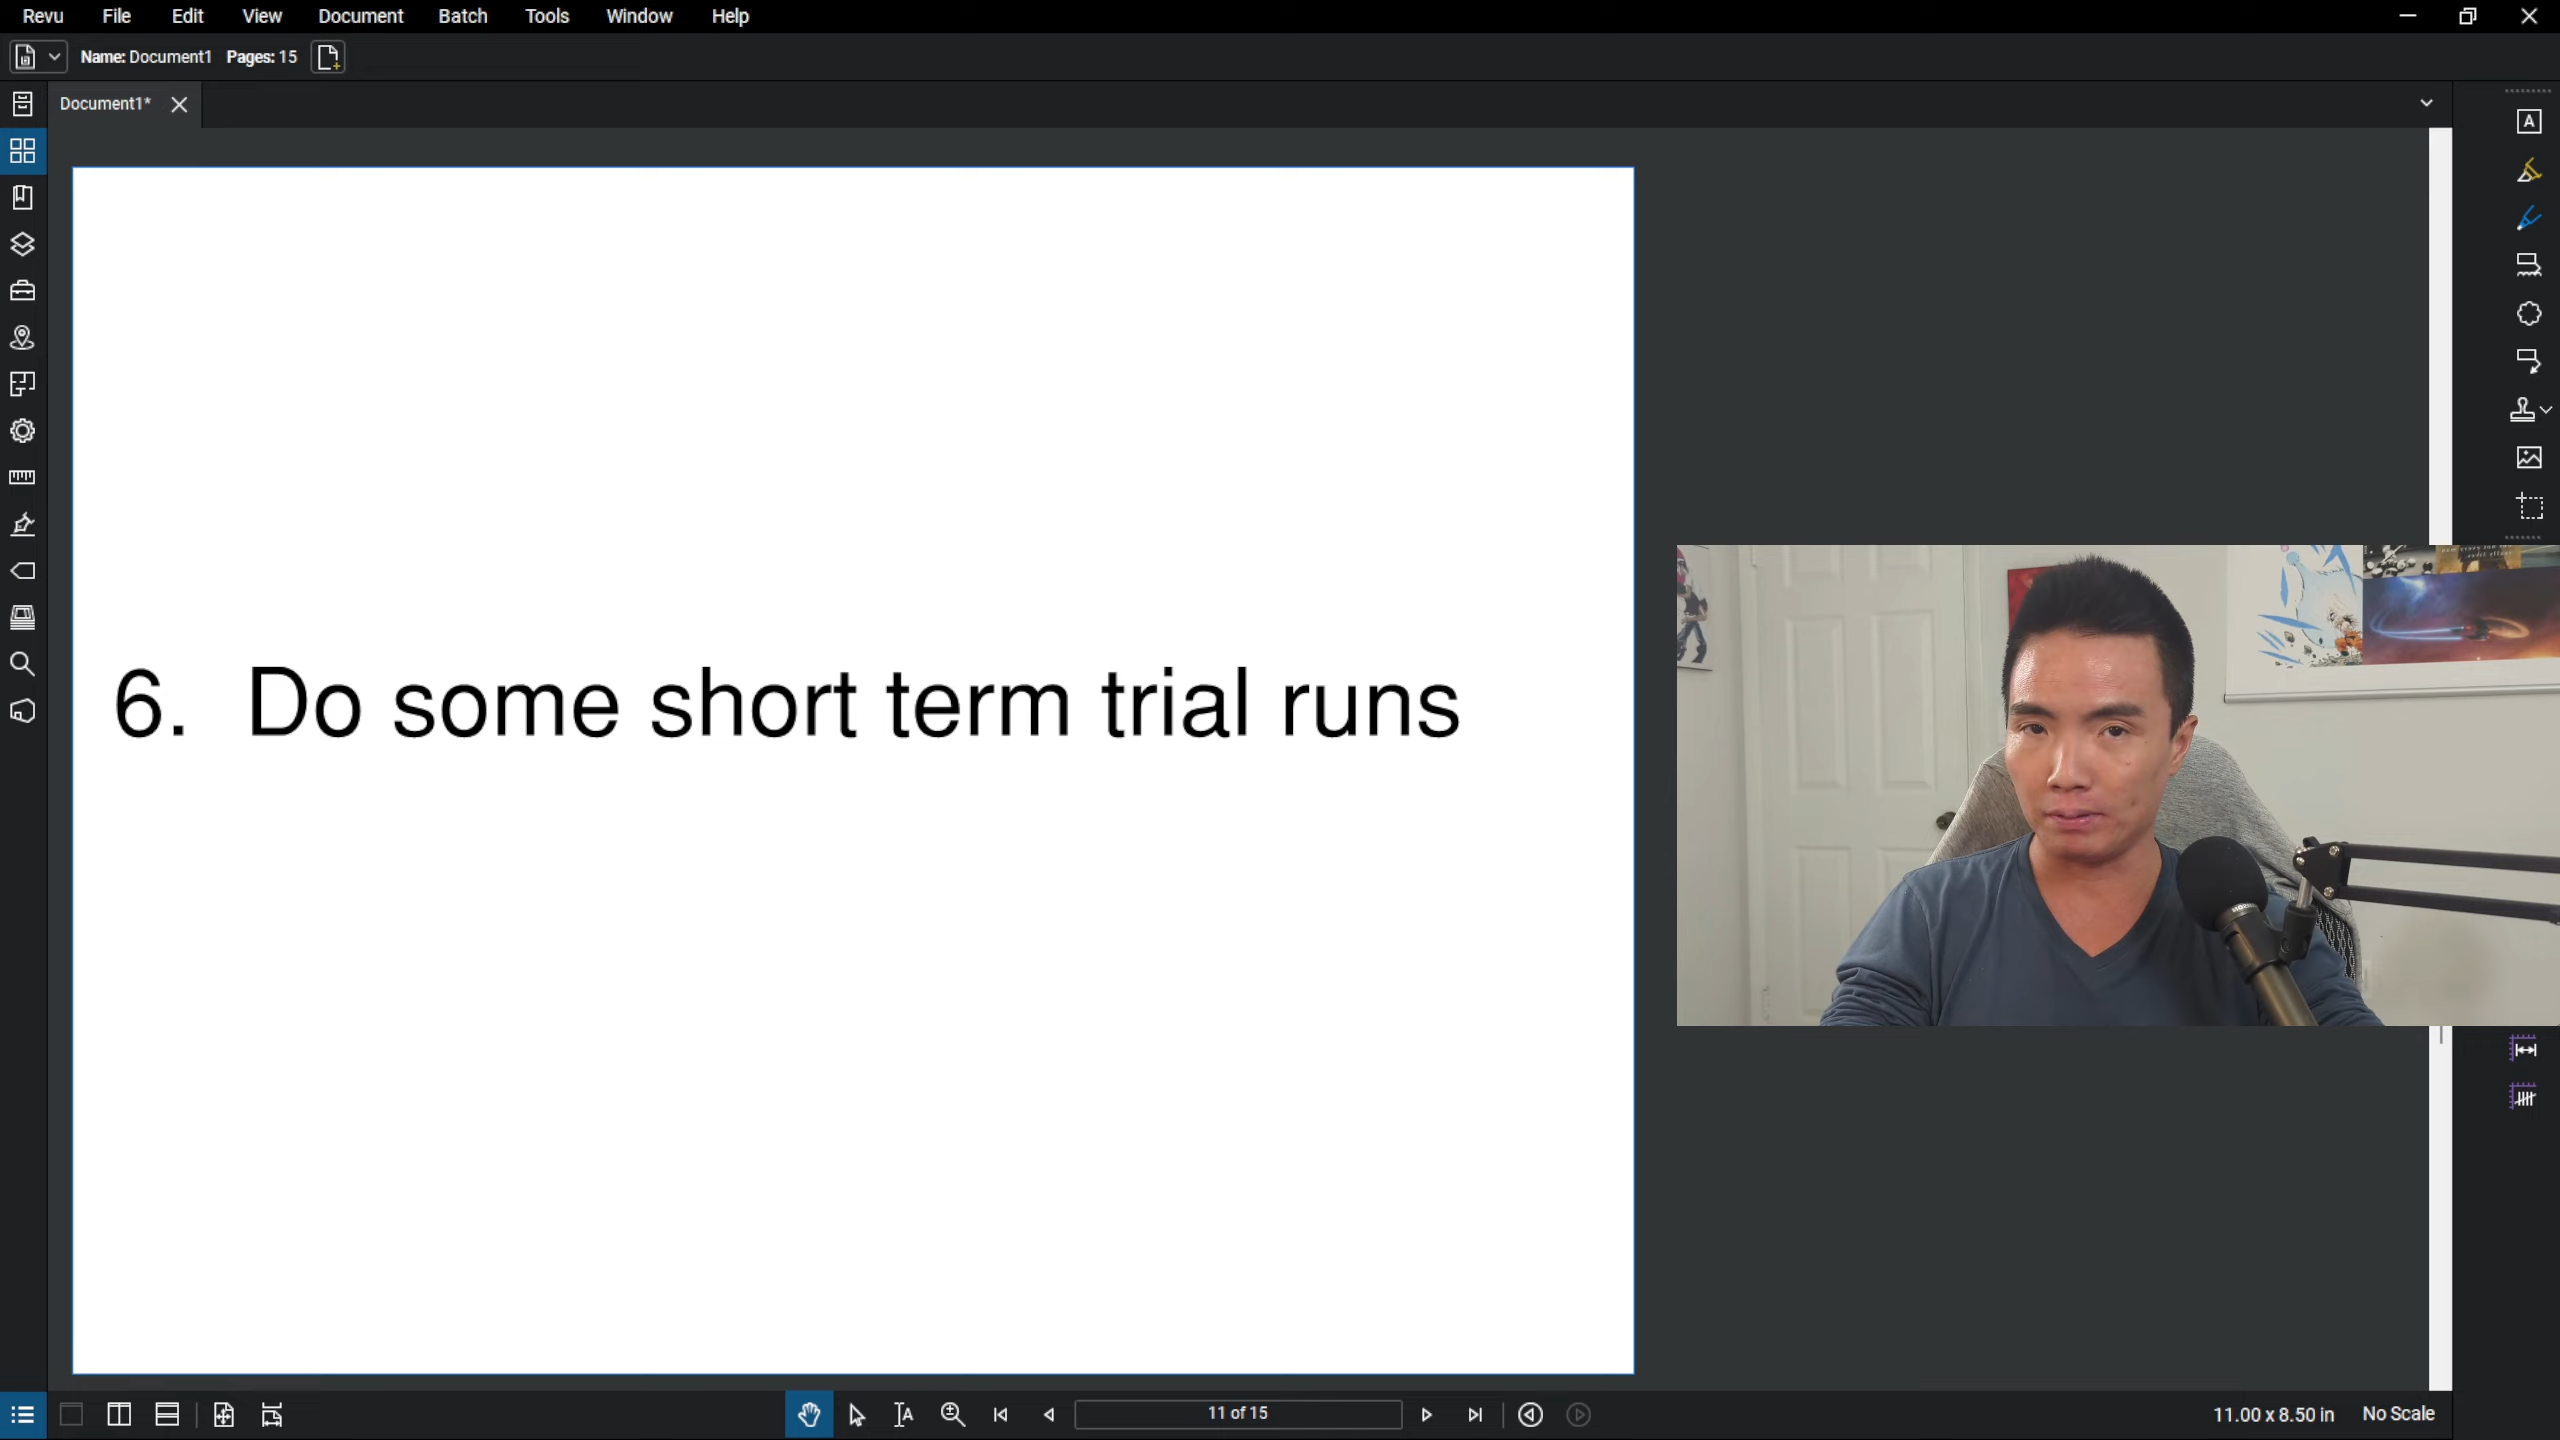 Revu File Edit View Document Batch Tools Window Help
Name: Document1 Pages: 15
Document1*
6. Do some short term trial runs
11 of 15
11.00 x 8.50 in No Scale